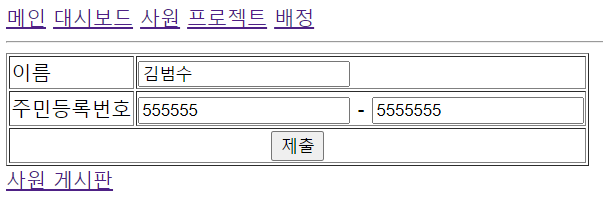 메인 대시보드 사원 프로젝트 배정
이름 김범수
주민등록번호 555555 - 5555555
제출
사원 게시판